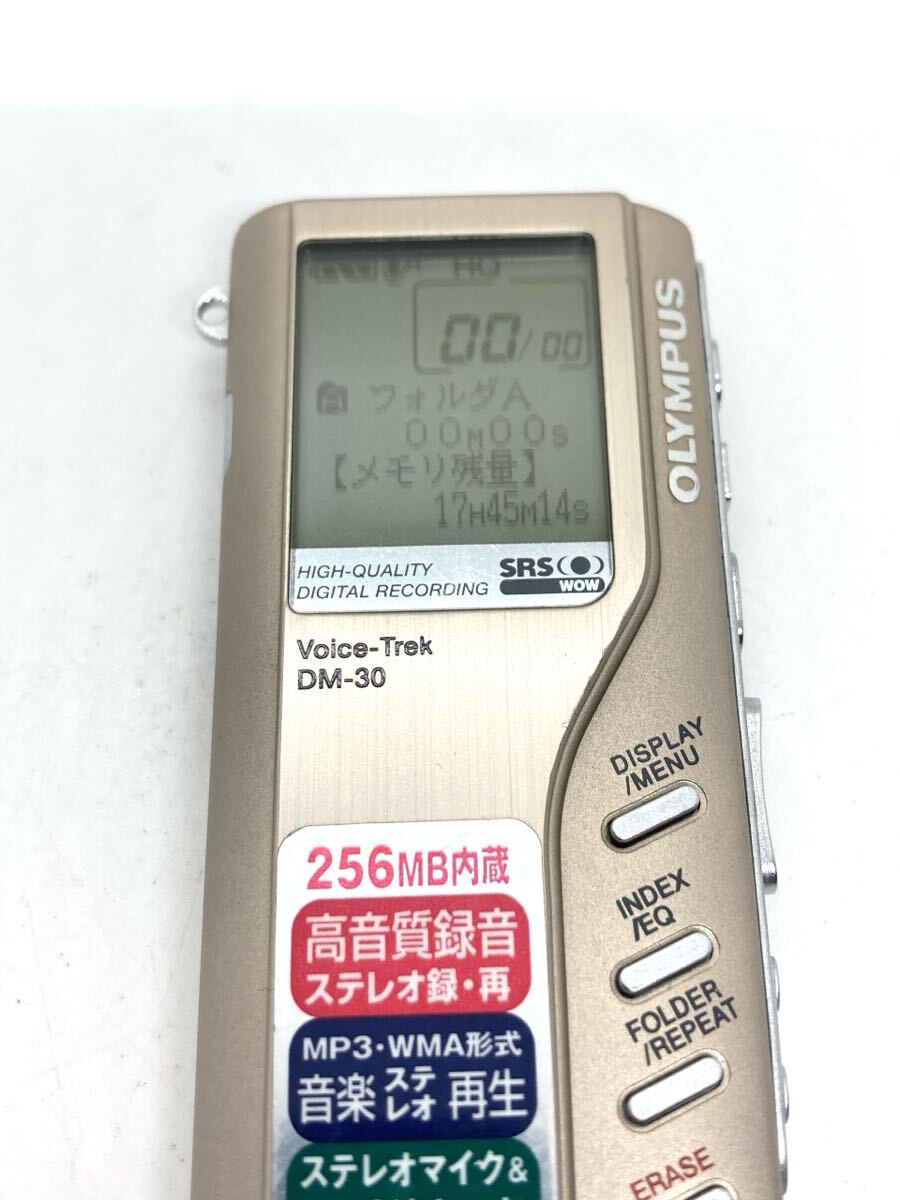 HQ
00/00
フォルダA
00M00S
【メモリ残量】
17H45M14S
HIGH-QUALITY
DIGITAL RECORDING
SRS
WOW
OLYMPUS
Voice-Trek
DM-30
DISPLAY
/MENU
INDEX
/EQ
FOLDER
/REPEAT
ERASE
256MB内蔵
高音質録音
ステレオ録・再
MP3・WMA形式
音楽ステレオ再生
ステレオマイク&